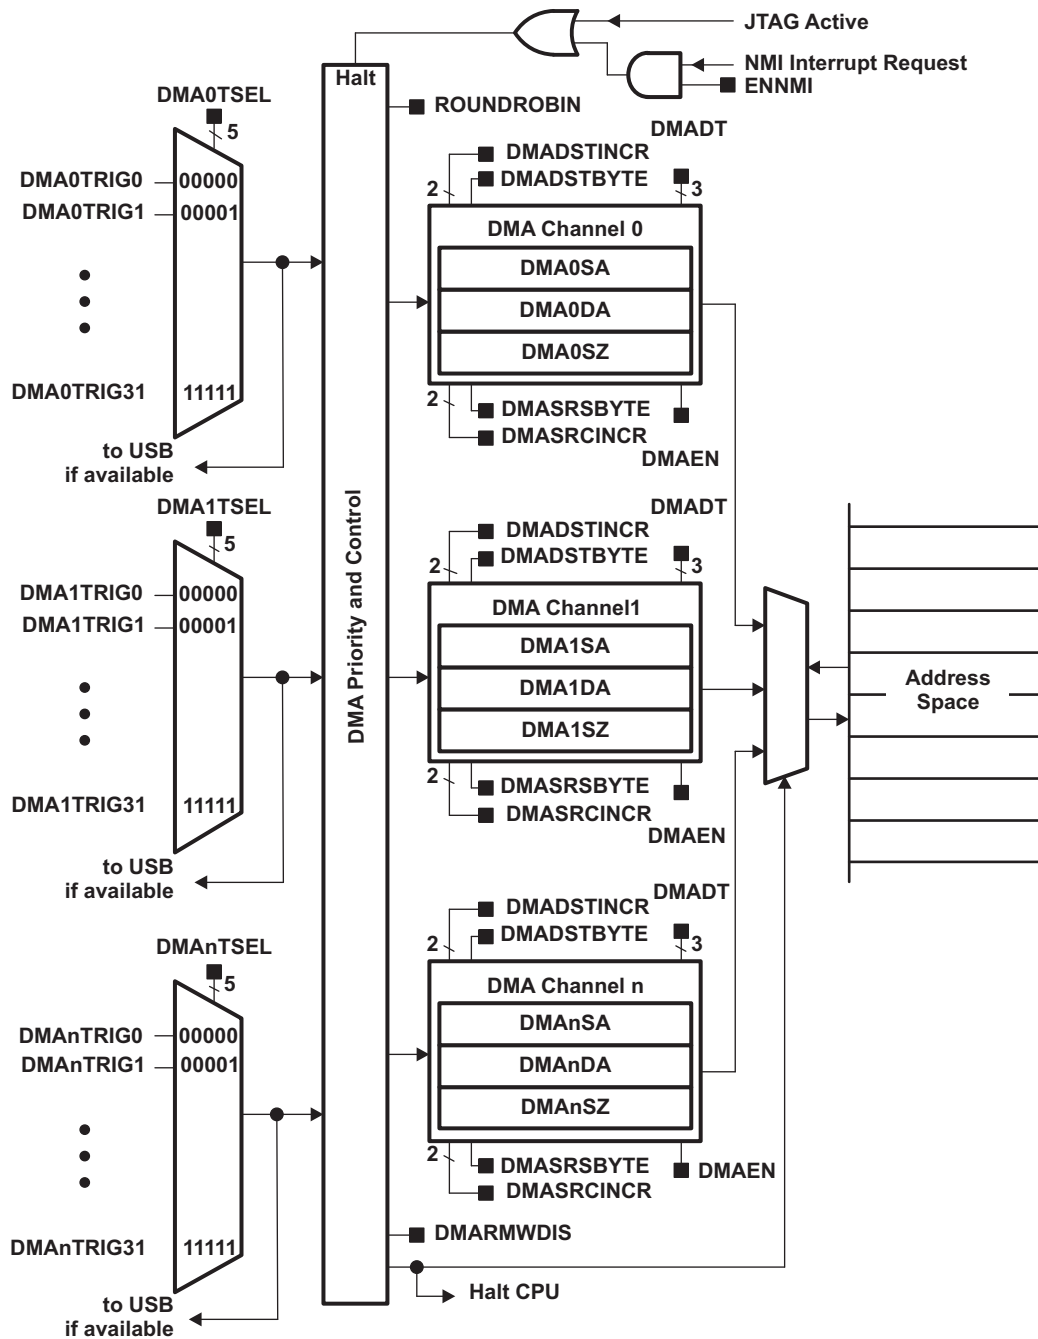 JTAG Active
NMI Interrupt Request
ENNMI
Halt
ROUNDROBIN
DMA0TSEL
5
DMA0TRIG0
00000
DMA0TRIG1
00001
DMA0TRIG31
11111
to USB
if available
DMADT
DMADSTINCR
DMADSTBYTE
2
3
DMA Channel 0
DMA0SA
DMA0DA
DMA0SZ
2
DMASRSBYTE
DMASRCINCR
DMAEN
DMA Priority and Control
DMA1TSEL
5
DMA1TRIG0
00000
DMA1TRIG1
00001
DMA1TRIG31
11111
to USB
if available
DMADT
DMADSTINCR
DMADSTBYTE
2
3
DMA Channel1
DMA1SA
DMA1DA
DMA1SZ
2
DMASRSBYTE
DMASRCINCR
DMAEN
Address
Space
DMAnTSEL
5
DMAnTRIG0
00000
DMAnTRIG1
00001
DMAnTRIG31
11111
to USB
if available
DMADT
DMADSTINCR
DMADSTBYTE
2
3
DMA Channel n
DMAnSA
DMAnDA
DMAnSZ
2
DMASRSBYTE
DMASRCINCR
DMAEN
DMARMWDIS
Halt CPU